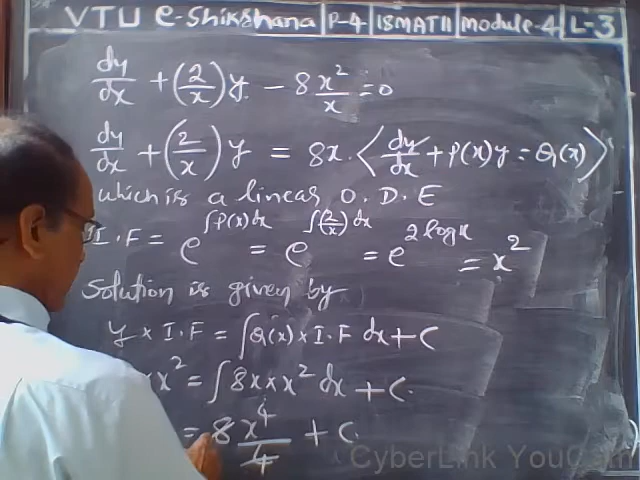 VTU e-Shikshana P-4 18MAT11 module-4 L-3
dy/dx + (2/x) y - 8 x²/x = 0
dy/dx + (2/x) y = 8x. < dy/dx + P(x) y = Q(x) >
which is a linear O.D.E
I.F = e^∫P(x)dx = e^∫(2/x)dx = e^2logx = x²
Solution is given by
y × I.F = ∫Q(x) × I.F dx + C
x x² = ∫8x × x² dx + C.
= 8 x⁴/4 + C
CyberLink YouCam